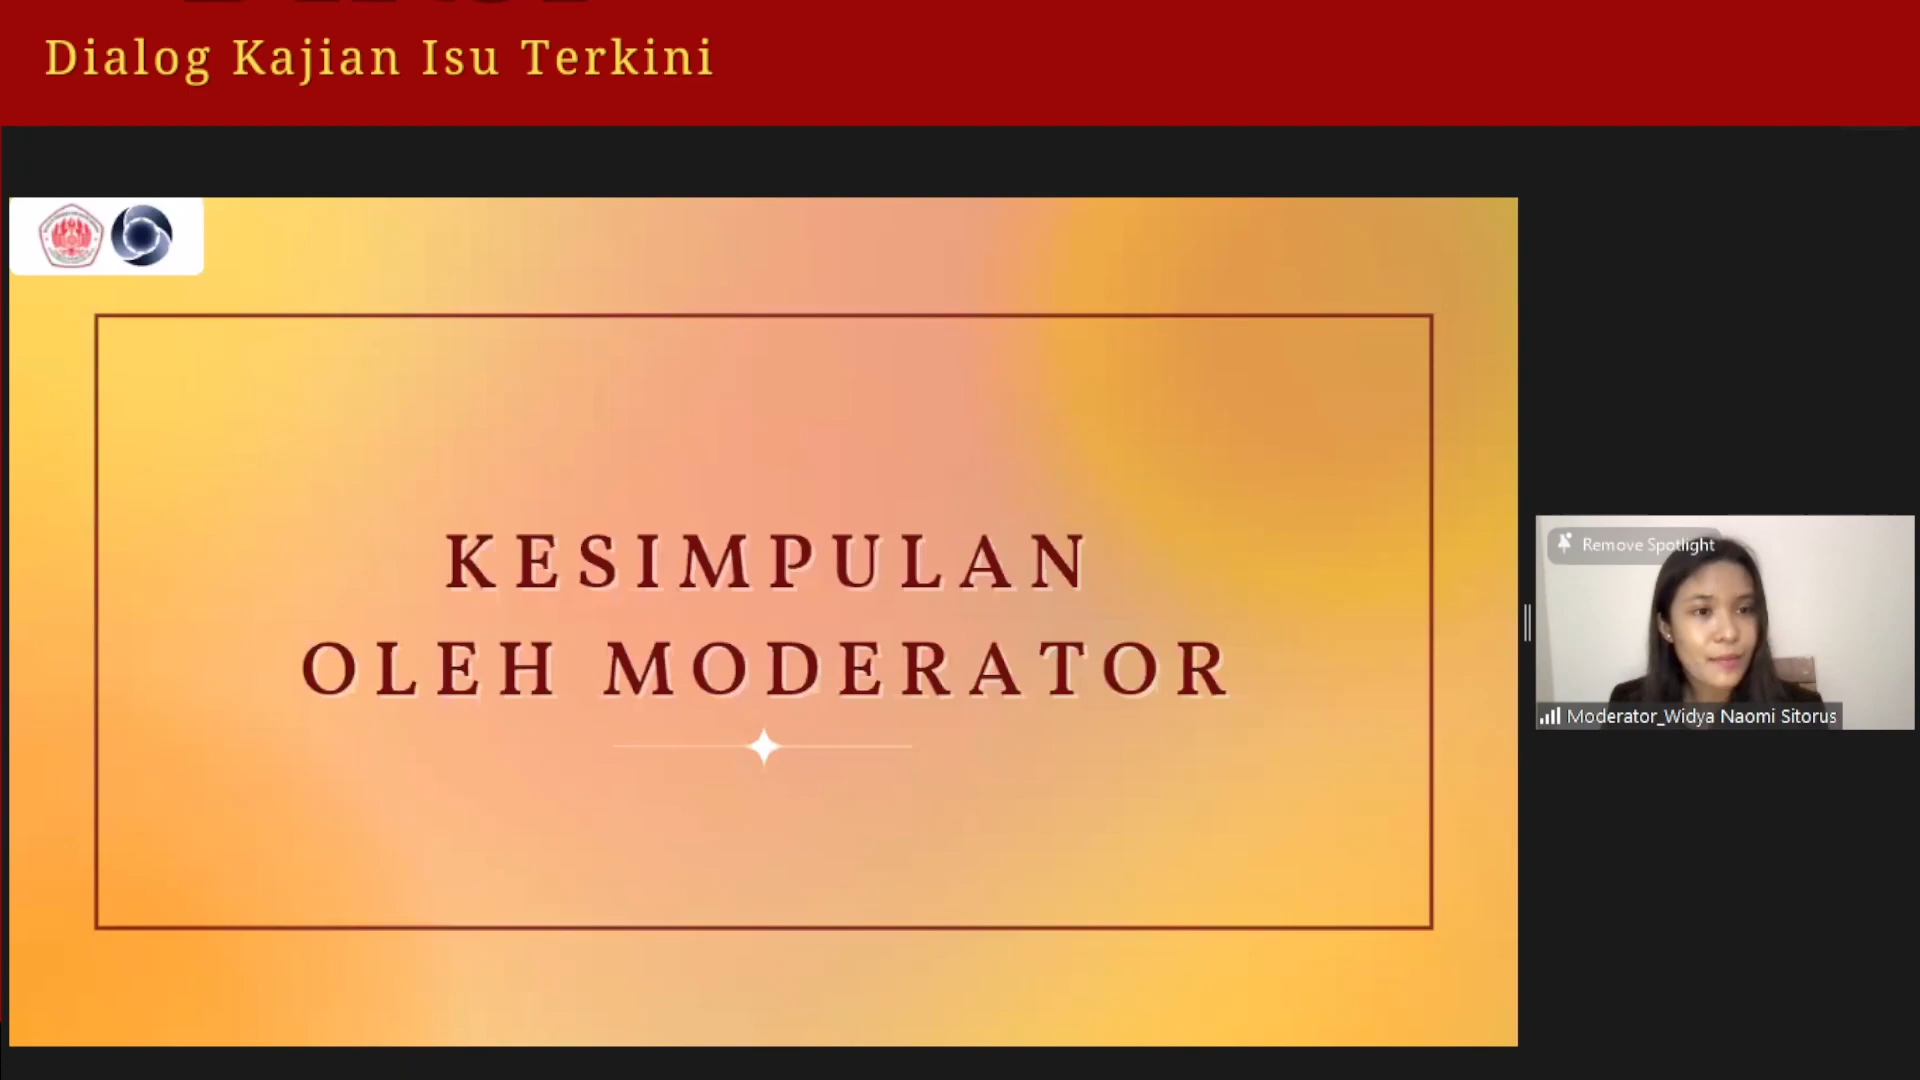 Dialog Kajian Isu Terkini
KESIMPULAN
OLEH MODERATOR
Remove Spotlight
Moderator_Widya Naomi Sitorus